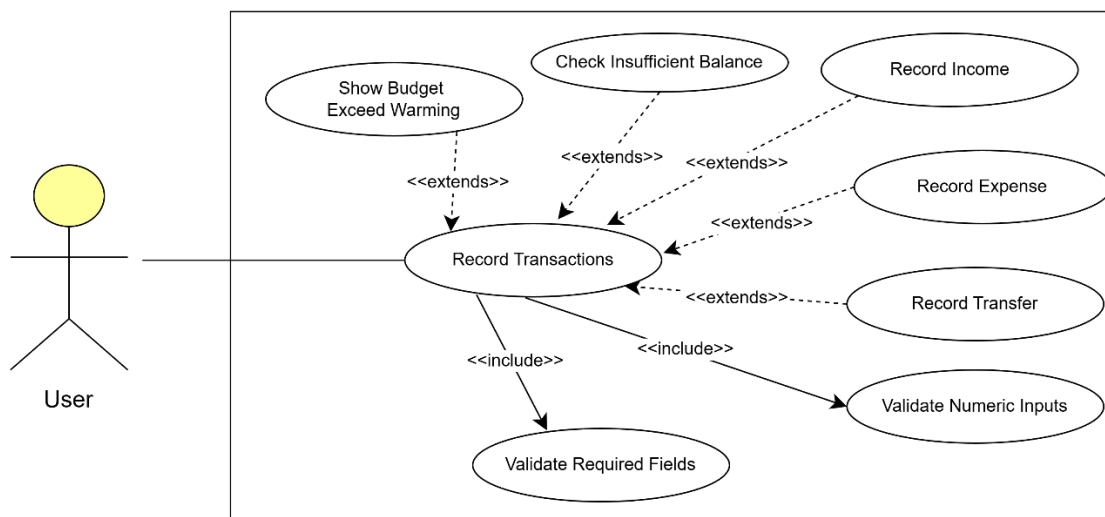 Show Budget
Exceed Warming
Check Insufficient Balance
Record Income
<<extends>>
<<extends>>
<<extends>>
Record Expense
<<extends>>
Record Transactions
<<extends>>
Record Transfer
<<include>>
<<include>>
User
Validate Numeric Inputs
Validate Required Fields